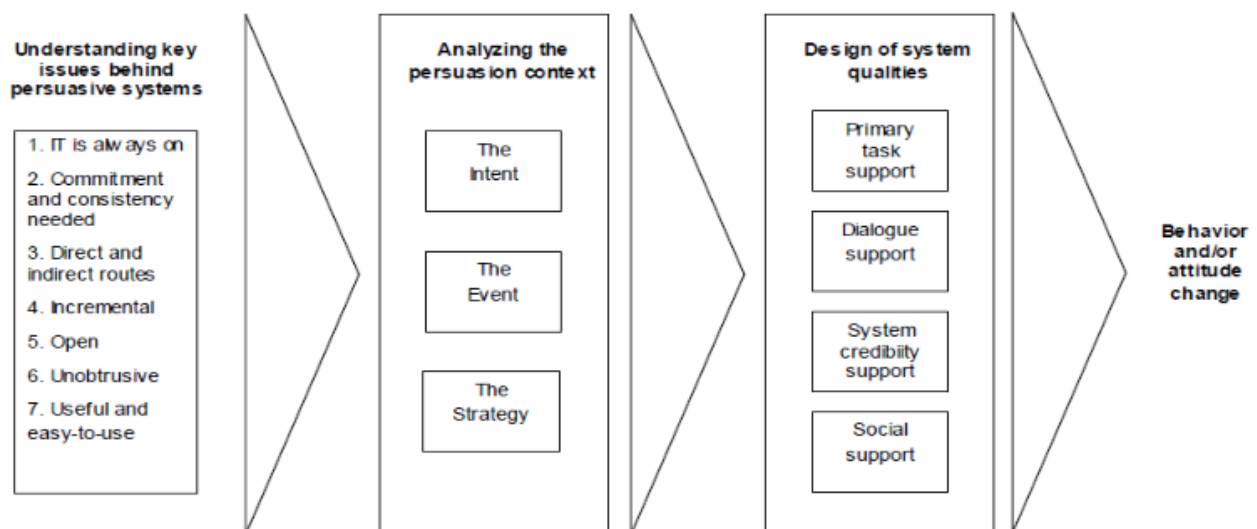 Understanding key
issues behind
persuasive systems
1. IT is always on
2. Commitment
and consistency
needed
3. Direct and
indirect routes
4. Incremental
5. Open
6. Unobtrusive
7. Useful and
easy-to-use
Analyzing the
persuasion context
The
Intent
The
Event
The
Strategy
Design of system
qualities
Primary
task
support
Dialogue
support
System
credibiity
support
Social
support
Behavior
and/or
attitude
change